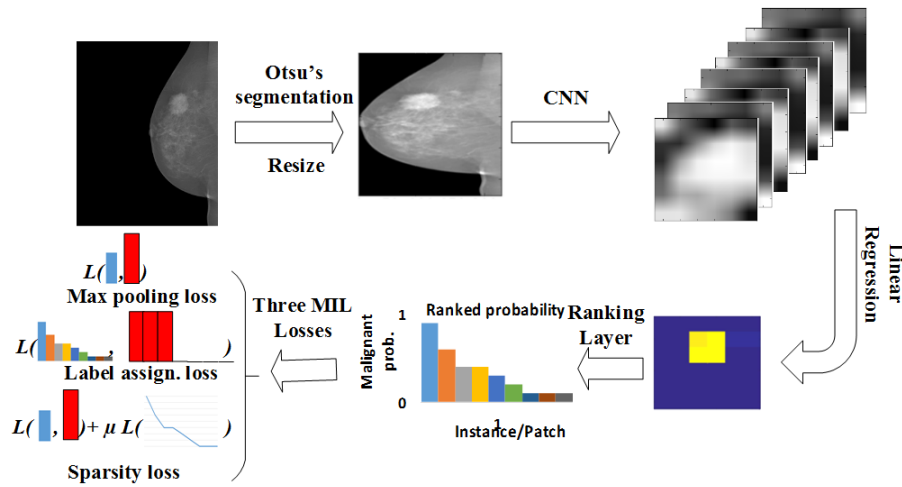 Otsu's
segmentation
Resize
CNN
Linear
Regression
L( , )
Max pooling loss
L( , )
Label assign. loss
L( , )+ μ L( )
Sparsity loss
Three MIL
Losses
Malignant
prob.
1
0
Ranked probability
1
Instance/Patch
Ranking
Layer